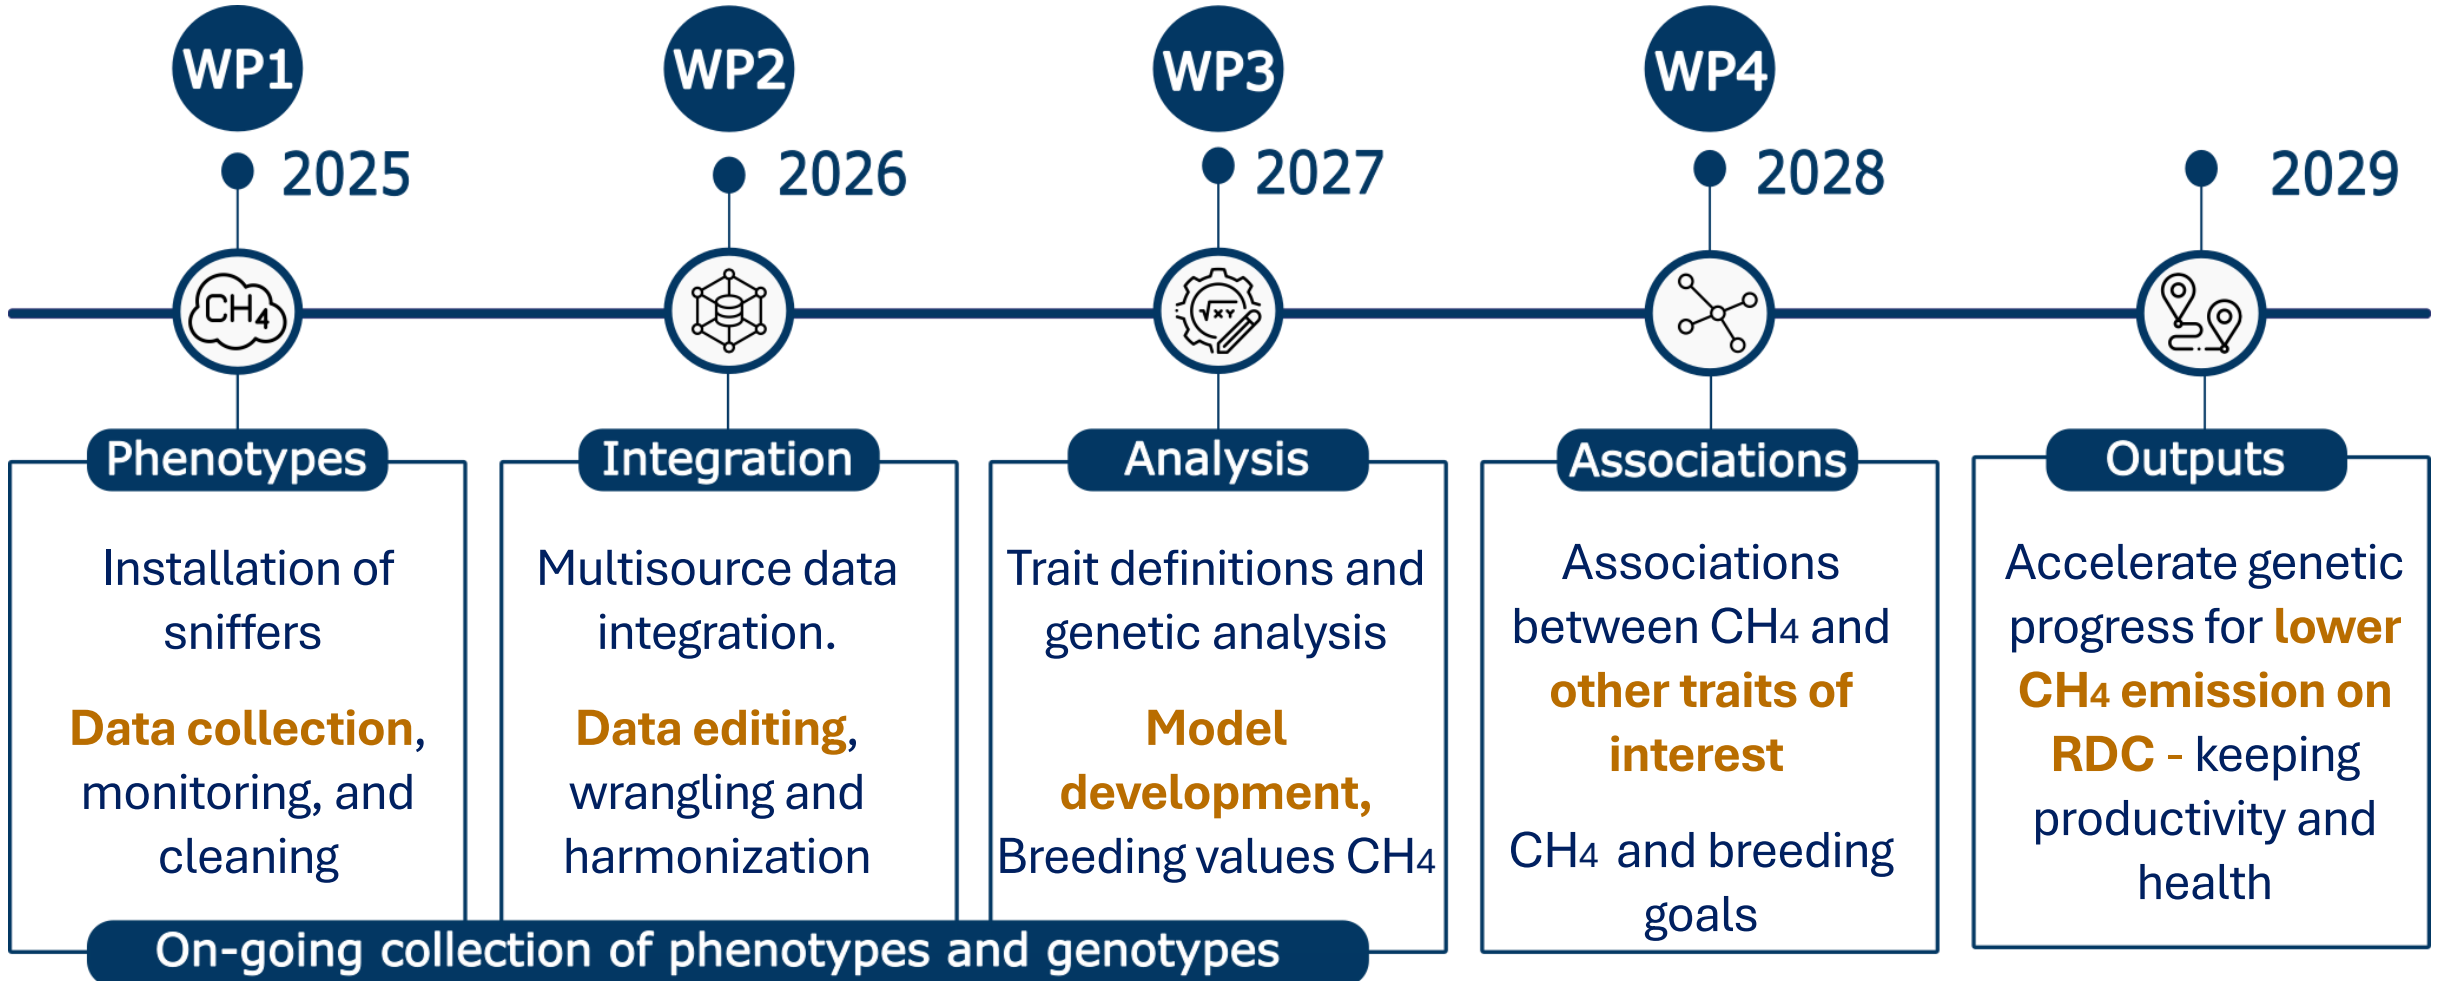 WP1
WP2
WP3
WP4
2025
2026
2027
2028
2029
CH4
√XY
Phenotypes
Installation of
sniffers
Data collection,
monitoring, and
cleaning
Integration
Multisource data
integration.
Data editing,
wrangling and
harmonization
Analysis
Trait definitions and
genetic analysis
Model
development,
Breeding values CH4
Associations
Associations
between CH4 and
other traits of
interest
CH4 and breeding
goals
Outputs
Accelerate genetic
progress for lower
CH4 emission on
RDC - keeping
productivity and
health
On-going collection of phenotypes and genotypes